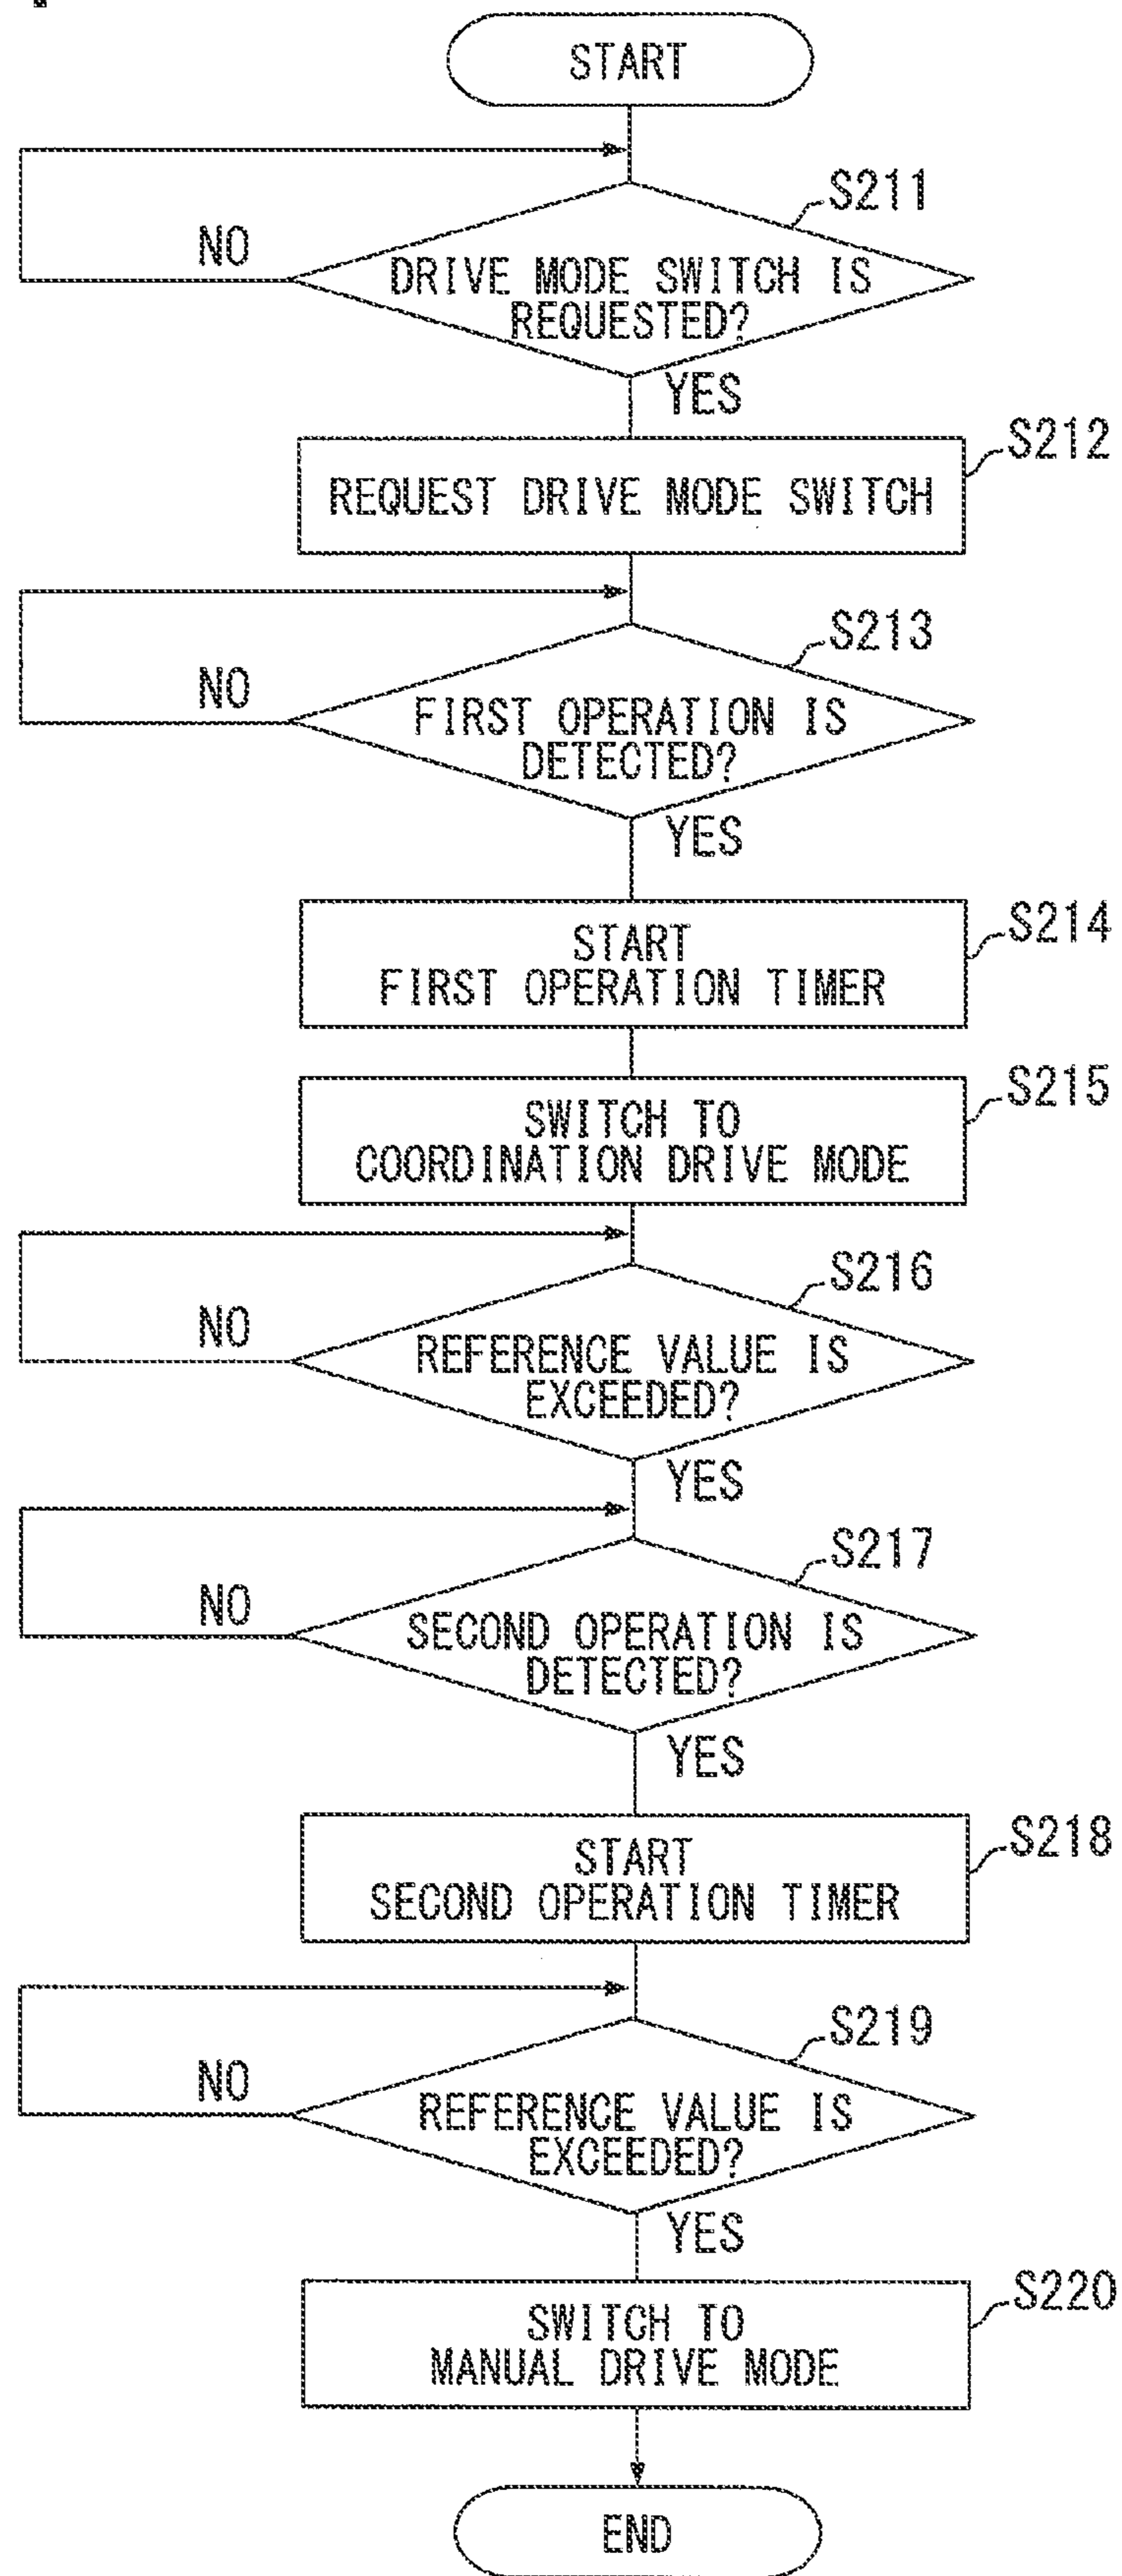 START
S211
NO
DRIVE MODE SWITCH IS
REQUESTED?
YES
S212
REQUEST DRIVE MODE SWITCH
S213
NO
FIRST OPERATION IS
DETECTED?
YES
S214
START
FIRST OPERATION TIMER
S215
SWITCH TO
COORDINATION DRIVE MODE
S216
NO
REFERENCE VALUE IS
EXCEEDED?
YES
S217
NO
SECOND OPERATION IS
DETECTED?
YES
S218
START
SECOND OPERATION TIMER
S219
NO
REFERENCE VALUE IS
EXCEEDED?
YES
S220
SWITCH TO
MANUAL DRIVE MODE
END